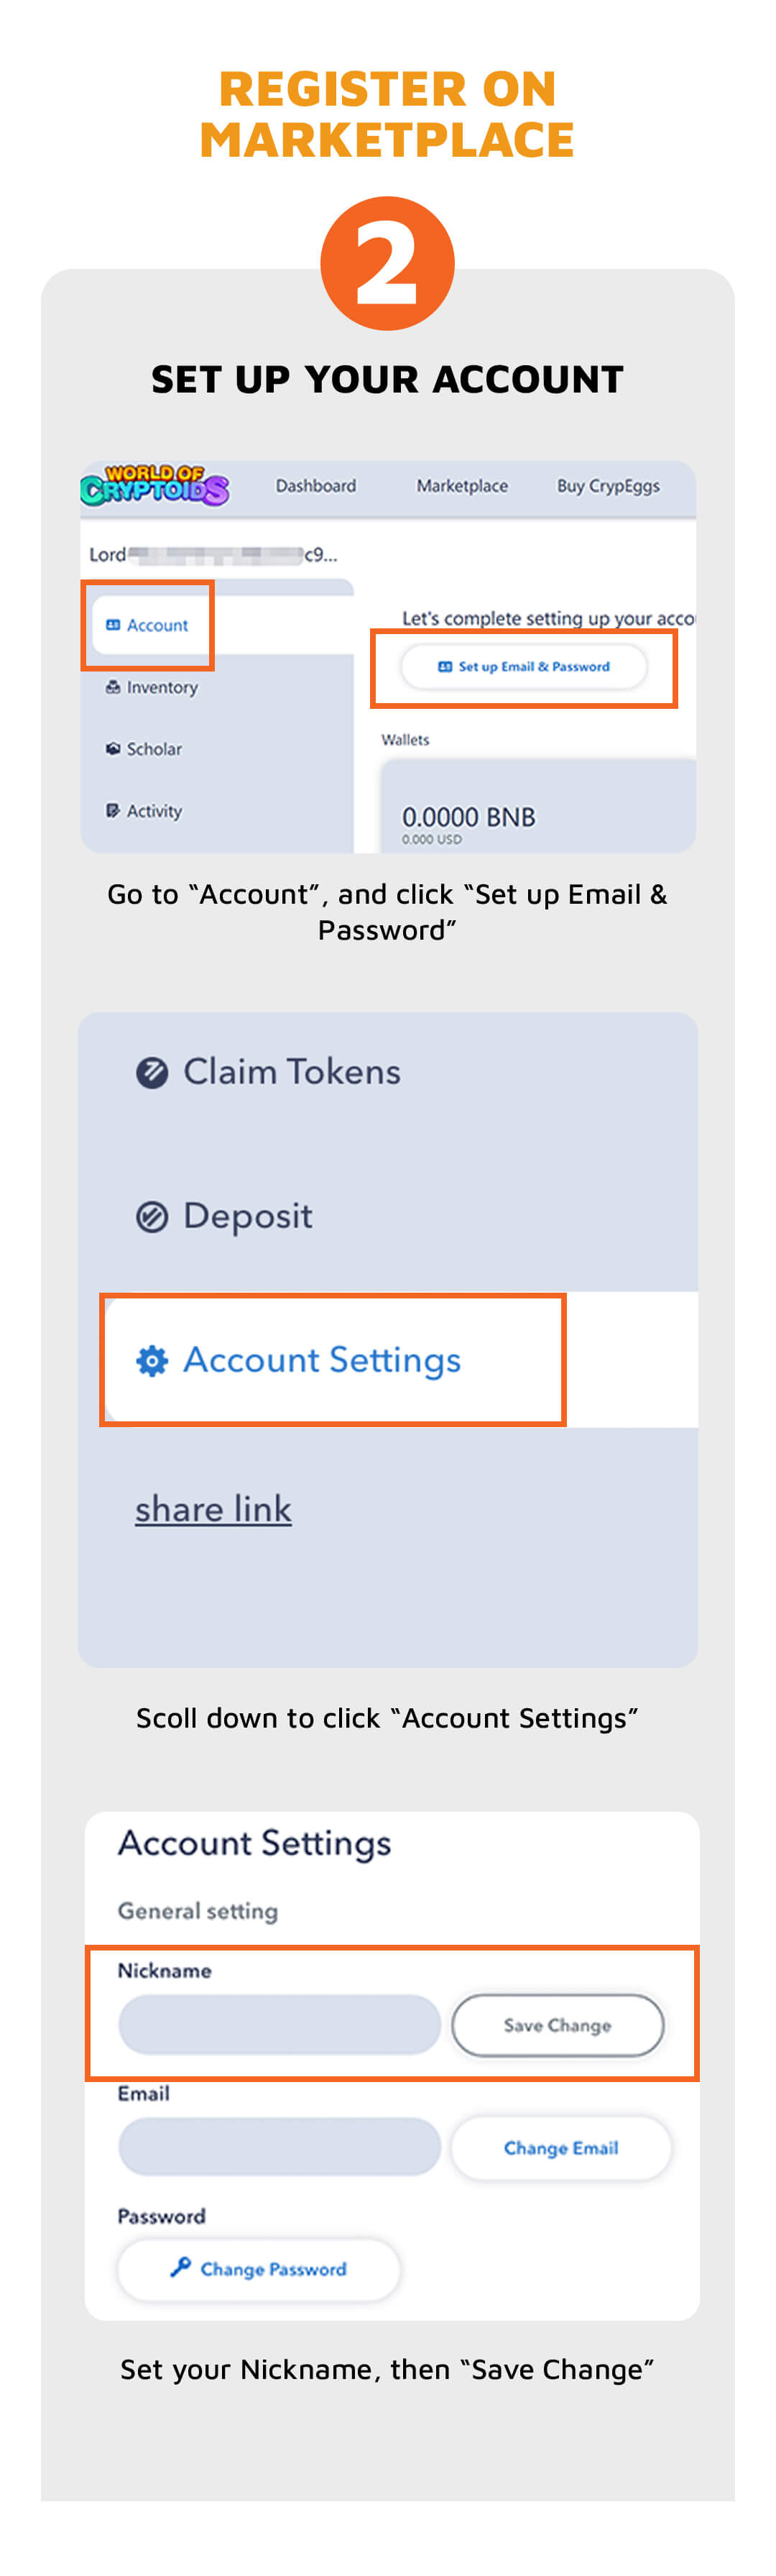 REGISTER ON
MARKETPLACE
2
SET UP YOUR ACCOUNT
WORLD OF
CRYPTOIDS
Dashboard
Marketplace
Buy CrypEggs
Lord
c9...
Account
Let's complete setting up your acco
Set up Email & Password
Inventory
Wallets
Scholar
Activity
0.0000 BNB
0.000 USD
Go to “Account”, and click “Set up Email &
Password”
Claim Tokens
Deposit
Account Settings
share link
Scoll down to click “Account Settings”
Account Settings
General setting
Nickname
Save Change
Email
Change Email
Password
Change Password
Set your Nickname, then “Save Change”